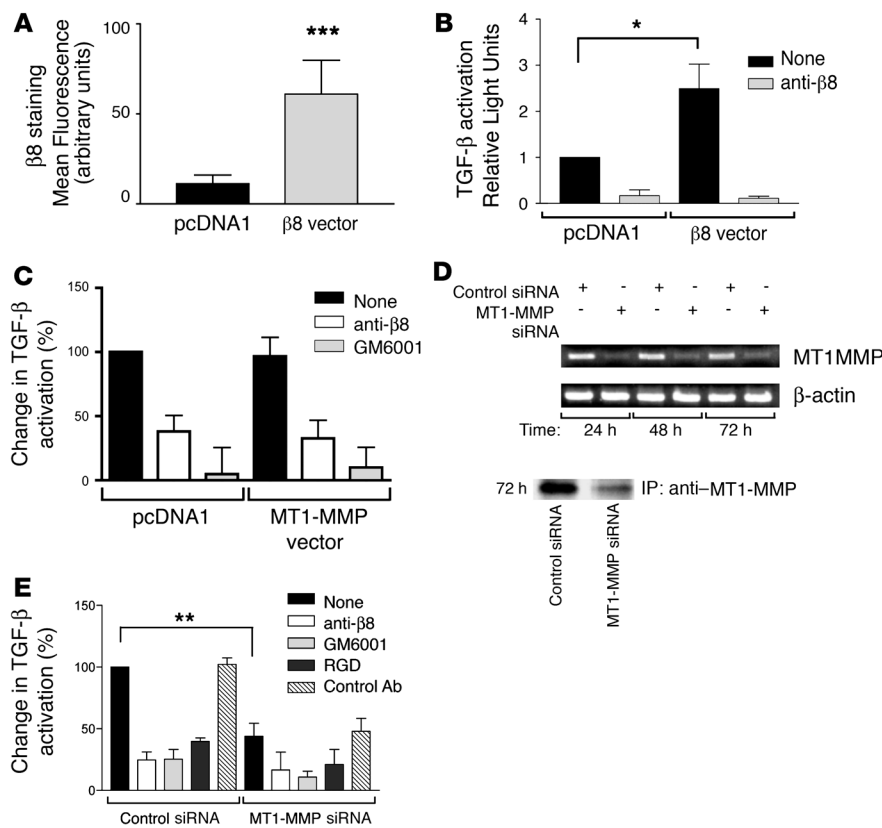 A
β8 staining
Mean Fluorescence
(arbitrary units)
100
50
0
***
pcDNA1
β8 vector
B
TGF-β activation
Relative Light Units
4
3
2
1
0
*
None
anti-β8
pcDNA1
β8 vector
C
Change in TGF-β
activation (%)
150
100
50
0
None
anti-β8
GM6001
pcDNA1
MT1-MMP
vector
D
Control siRNA + - + - + -
MT1-MMP - + - + - +
siRNA
MT1MMP
β-actin
Time: 24 h 48 h 72 h
72 h
IP: anti–MT1-MMP
Control siRNA
MT1-MMP siRNA
E
Change in TGF-β
activation (%)
150
100
50
0
**
None
anti-β8
GM6001
RGD
Control Ab
Control siRNA
MT1-MMP siRNA